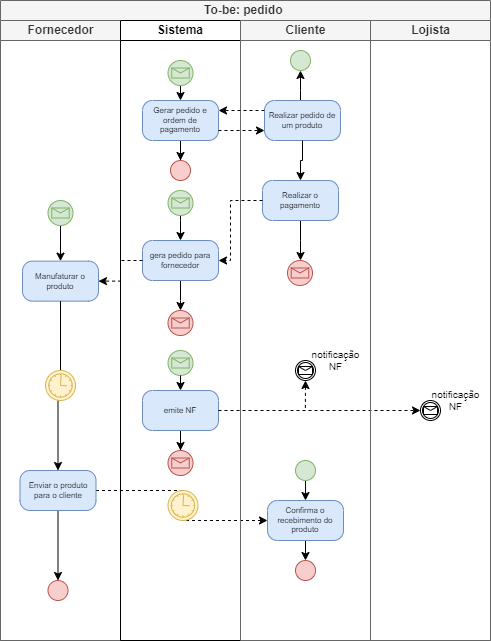 To-be: pedido
Fornecedor
Sistema
Cliente
Lojista
Gerar pedido e
ordem de
pagamento
Realizar pedido de
um produto
Realizar o
pagamento
gera pedido para
fornecedor
Manufaturar o
produto
notificação
NF
notificação
NF
emite NF
Enviar o produto
para o cliente
Confirma o
recebimento do
produto